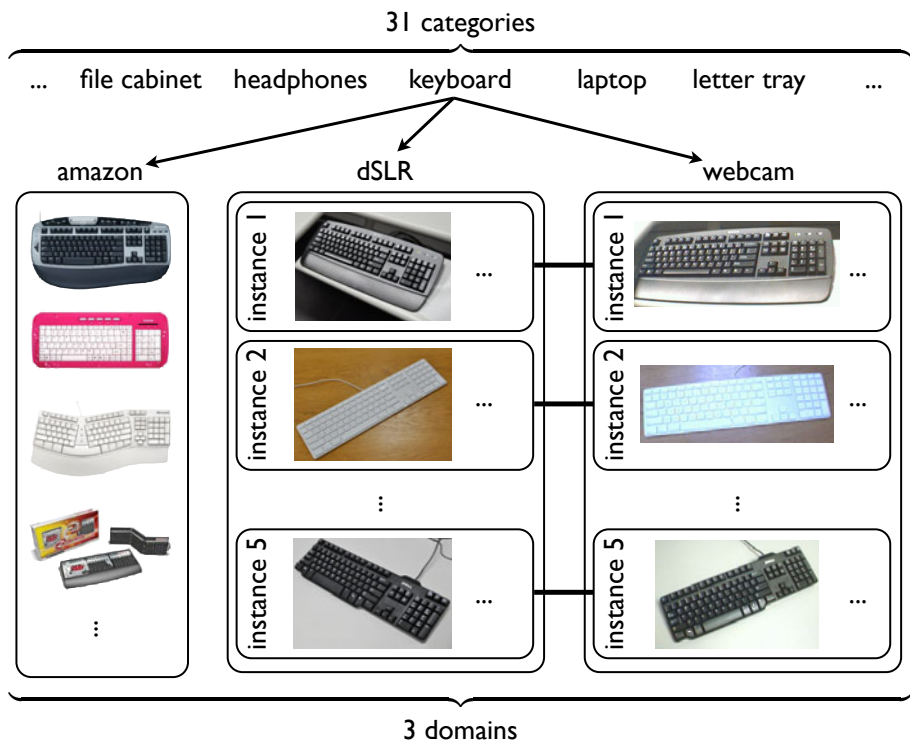 31 categories
... file cabinet headphones keyboard laptop letter tray ...
amazon dSLR webcam
instance 1 ... instance 1 ...
instance 2 ... instance 2 ...
... ...
instance 5 ... instance 5 ...
...
3 domains